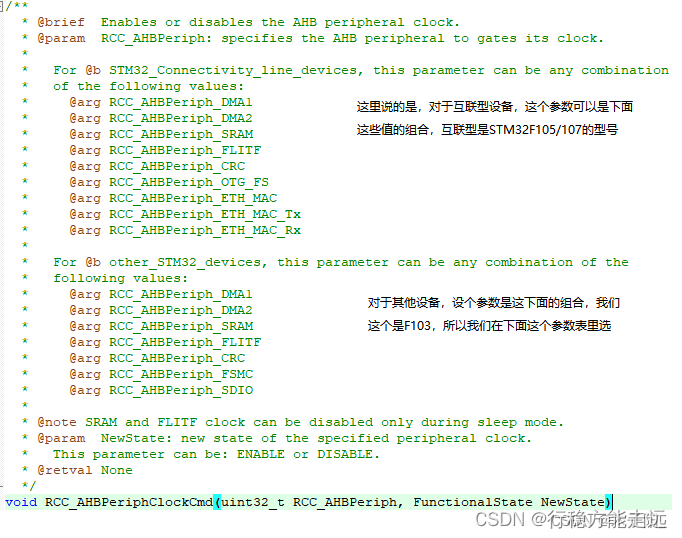 /**
* @brief Enables or disables the AHB peripheral clock.
* @param RCC_AHBPeriph: specifies the AHB peripheral to gates its clock.
*
* For @b STM32_Connectivity_line_devices, this parameter can be any combination
* of the following values:
* @arg RCC_AHBPeriph_DMA1
这里说的是，对于互联型设备，这个参数可以是下面
* @arg RCC_AHBPeriph_DMA2
* @arg RCC_AHBPeriph_SRAM
这些值的组合，互联型是STM32F105/107的型号
* @arg RCC_AHBPeriph_FLITF
* @arg RCC_AHBPeriph_CRC
* @arg RCC_AHBPeriph_OTG_FS
* @arg RCC_AHBPeriph_ETH_MAC
* @arg RCC_AHBPeriph_ETH_MAC_Tx
* @arg RCC_AHBPeriph_ETH_MAC_Rx
*
* For @b other_STM32_devices, this parameter can be any combination of the
* following values:
* @arg RCC_AHBPeriph_DMA1
对于其他设备，设个参数是这下面的组合，我们
* @arg RCC_AHBPeriph_DMA2
* @arg RCC_AHBPeriph_SRAM
这个是F103，所以我们在下面这个参数表里选
* @arg RCC_AHBPeriph_FLITF
* @arg RCC_AHBPeriph_CRC
* @arg RCC_AHBPeriph_FSMC
* @arg RCC_AHBPeriph_SDIO
*
* @note SRAM and FLITF clock can be disabled only during sleep mode.
* @param NewState: new state of the specified peripheral clock.
* This parameter can be: ENABLE or DISABLE.
* @retval None
*/
void RCC_AHBPeriphClockCmd(uint32_t RCC_AHBPeriph, FunctionalState NewState)
CSDN @行稳方能走远